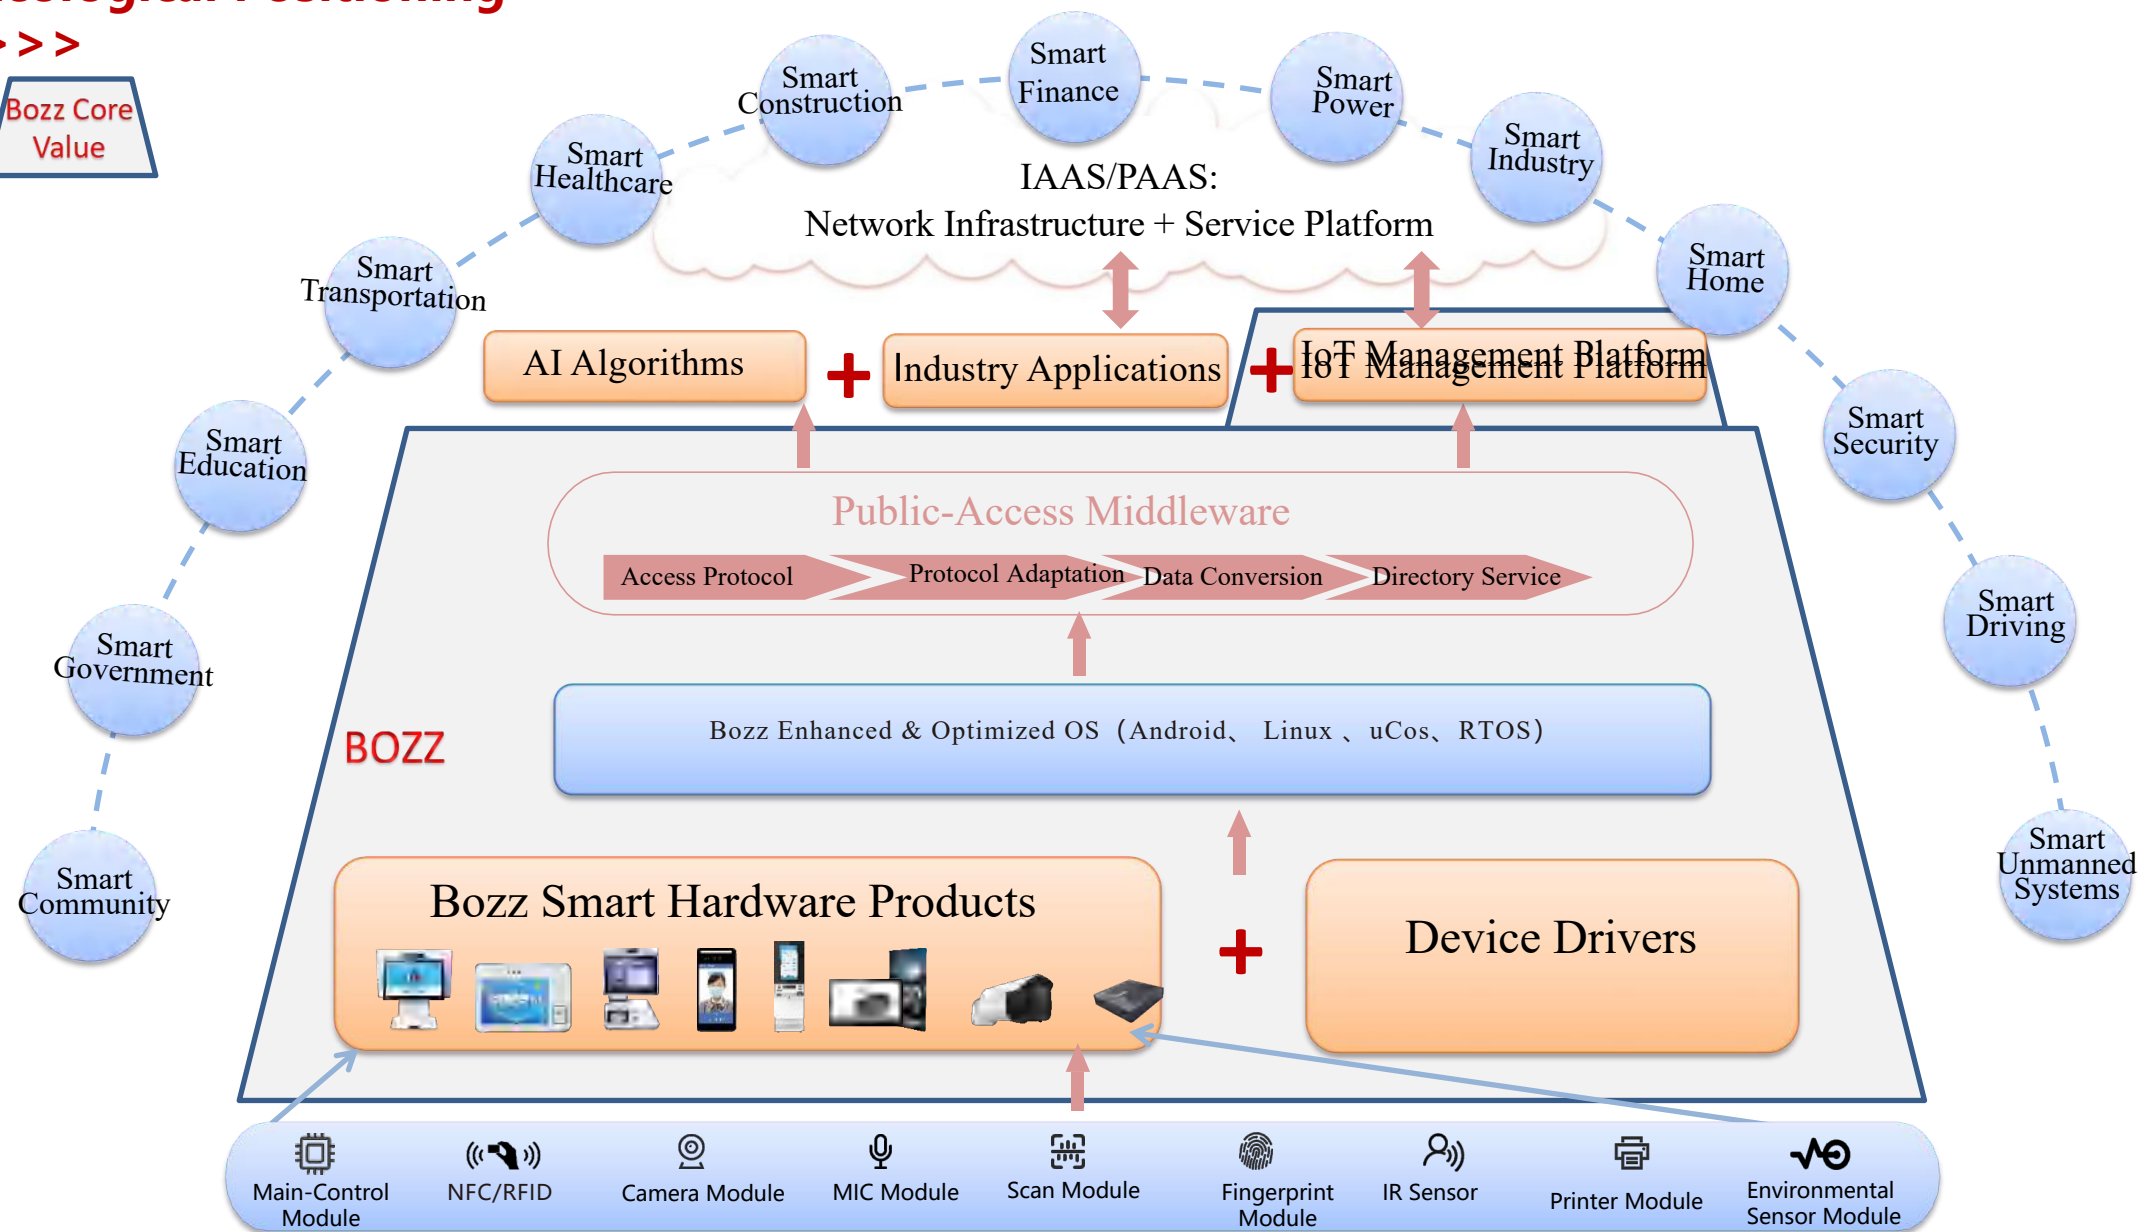 Positioning
>>>
Bozz Core
Value
Smart
Construction
Smart
Finance
Smart
Power
Smart
Healthcare
Smart
Industry
IAAS/PAAS:
Network Infrastructure + Service Platform
Smart
Transportation
Smart
Home
AI Algorithms
+
Industry Applications
+
IoT Management Platform
IoT Management Platform
Smart
Education
Smart
Security
Public-Access Middleware
Access Protocol
Protocol Adaptation
Data Conversion
Directory Service
Smart
Government
Smart
Driving
BOZZ
Bozz Enhanced & Optimized OS（Android、 Linux 、uCos、RTOS）
Smart
Community
Smart
Unmanned
Systems
Bozz Smart Hardware Products
+
Device Drivers
Main-Control
Module
NFC/RFID
Camera Module
MIC Module
Scan Module
Fingerprint
Module
IR Sensor
Printer Module
Environmental
Sensor Module